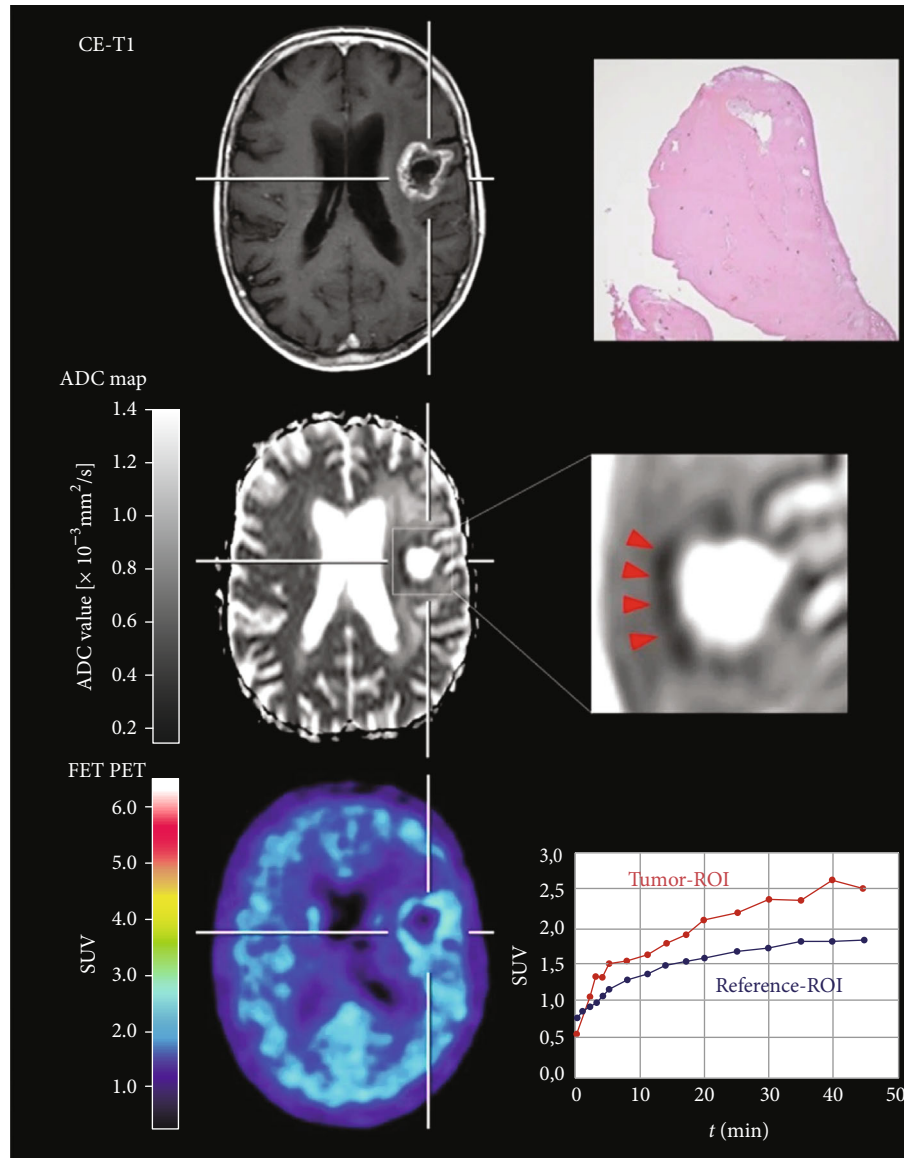 CE-T1
ADC map
1.4
1.2
1.0
0.8
0.6
0.4
0.2
ADC value [× 10⁻³ mm²/s]
FET PET
6.0
5.0
4.0
3.0
2.0
1.0
SUV
3,0
2,5
2,0
1,5
1,0
0,5
0,0
SUV
Tumor-ROI
Reference-ROI
0 10 20 30 40 50
t (min)